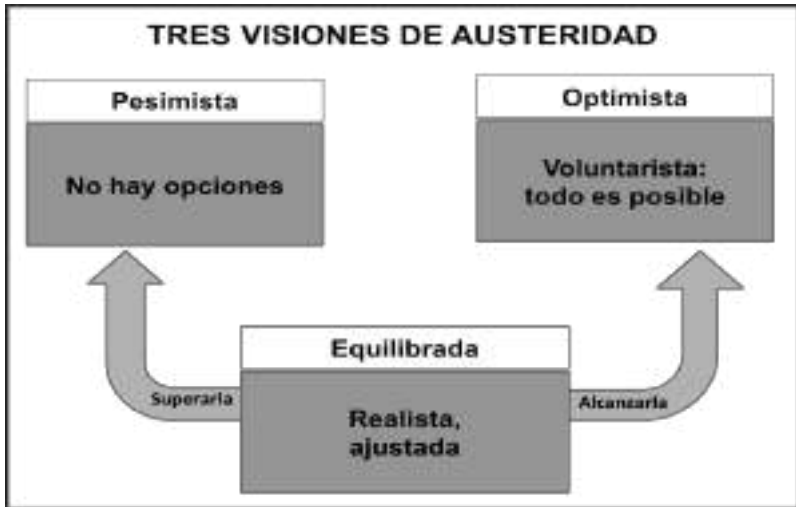 TRES VISIONES DE AUSTERIDAD
Pesimista
No hay opciones
Optimista
Voluntarista:
todo es posible
Equilibrada
Realista,
ajustada
Superarla
Alcanzarla